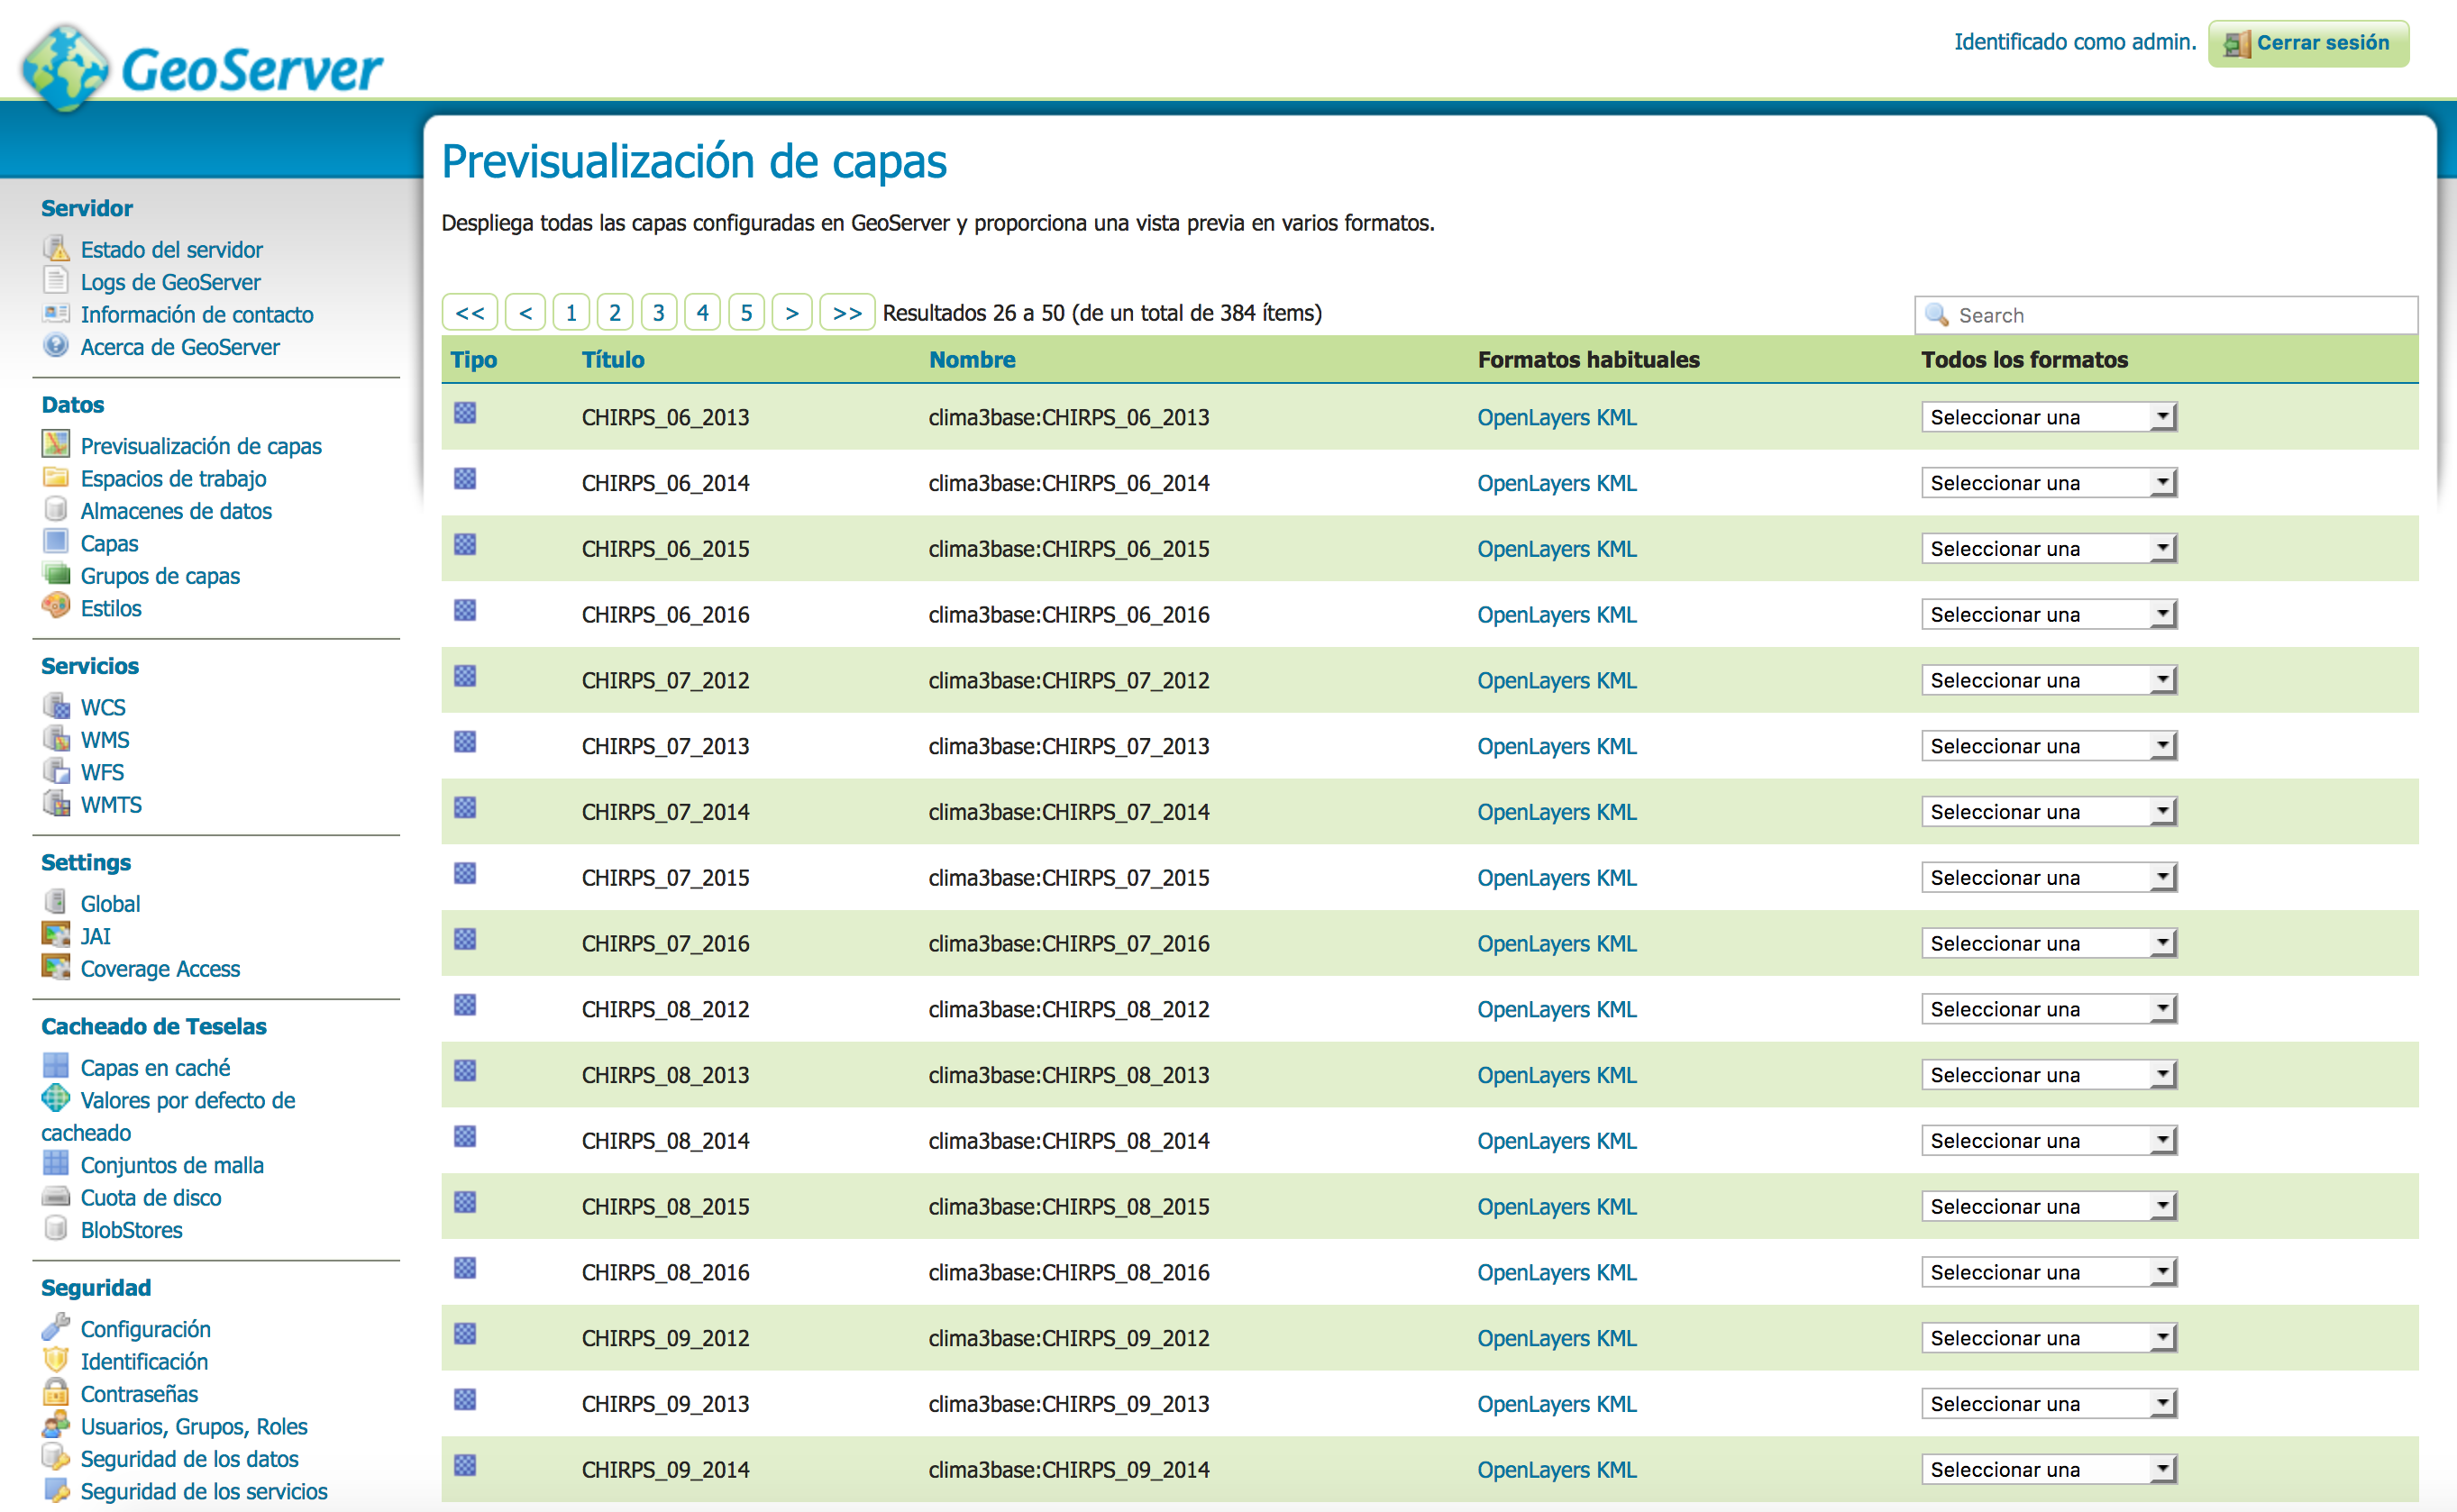 GeoServer
Identificado como admin. Cerrar sesión
Servidor
Estado del servidor
Logs de GeoServer
Información de contacto
Acerca de GeoServer
Datos
Previsualización de capas
Espacios de trabajo
Almacenes de datos
Capas
Grupos de capas
Estilos
Servicios
WCS
WMS
WFS
WMTS
Settings
Global
JAI
Coverage Access
Cacheado de Teselas
Capas en caché
Valores por defecto de
cacheado
Conjuntos de malla
Cuota de disco
BlobStores
Seguridad
Configuración
Identificación
Contraseñas
Usuarios, Grupos, Roles
Seguridad de los datos
Seguridad de los servicios
Previsualización de capas
Despliega todas las capas configuradas en GeoServer y proporciona una vista previa en varios formatos.
<< < 1 2 3 4 5 > >> Resultados 26 a 50 (de un total de 384 ítems) Search
Tipo Título Nombre Formatos habituales Todos los formatos
CHIRPS_06_2013 clima3base:CHIRPS_06_2013 OpenLayers KML Seleccionar una
CHIRPS_06_2014 clima3base:CHIRPS_06_2014 OpenLayers KML Seleccionar una
CHIRPS_06_2015 clima3base:CHIRPS_06_2015 OpenLayers KML Seleccionar una
CHIRPS_06_2016 clima3base:CHIRPS_06_2016 OpenLayers KML Seleccionar una
CHIRPS_07_2012 clima3base:CHIRPS_07_2012 OpenLayers KML Seleccionar una
CHIRPS_07_2013 clima3base:CHIRPS_07_2013 OpenLayers KML Seleccionar una
CHIRPS_07_2014 clima3base:CHIRPS_07_2014 OpenLayers KML Seleccionar una
CHIRPS_07_2015 clima3base:CHIRPS_07_2015 OpenLayers KML Seleccionar una
CHIRPS_07_2016 clima3base:CHIRPS_07_2016 OpenLayers KML Seleccionar una
CHIRPS_08_2012 clima3base:CHIRPS_08_2012 OpenLayers KML Seleccionar una
CHIRPS_08_2013 clima3base:CHIRPS_08_2013 OpenLayers KML Seleccionar una
CHIRPS_08_2014 clima3base:CHIRPS_08_2014 OpenLayers KML Seleccionar una
CHIRPS_08_2015 clima3base:CHIRPS_08_2015 OpenLayers KML Seleccionar una
CHIRPS_08_2016 clima3base:CHIRPS_08_2016 OpenLayers KML Seleccionar una
CHIRPS_09_2012 clima3base:CHIRPS_09_2012 OpenLayers KML Seleccionar una
CHIRPS_09_2013 clima3base:CHIRPS_09_2013 OpenLayers KML Seleccionar una
CHIRPS_09_2014 clima3base:CHIRPS_09_2014 OpenLayers KML Seleccionar una